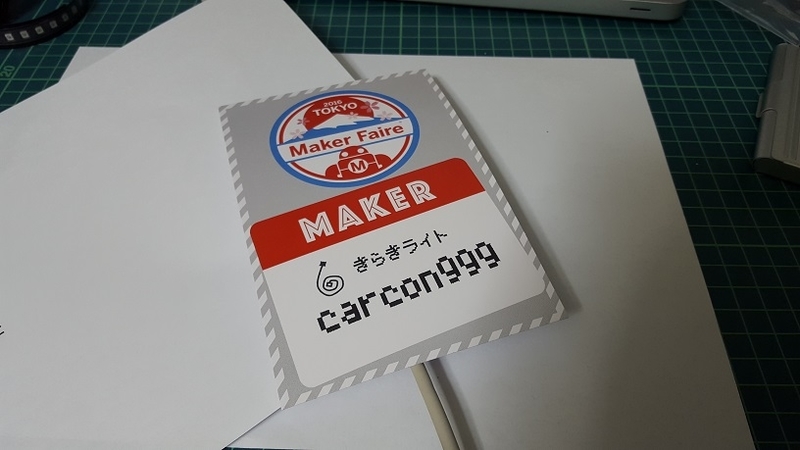 2016
TOKYO
Maker Faire
M
MAKER
きらきライト
carcon999